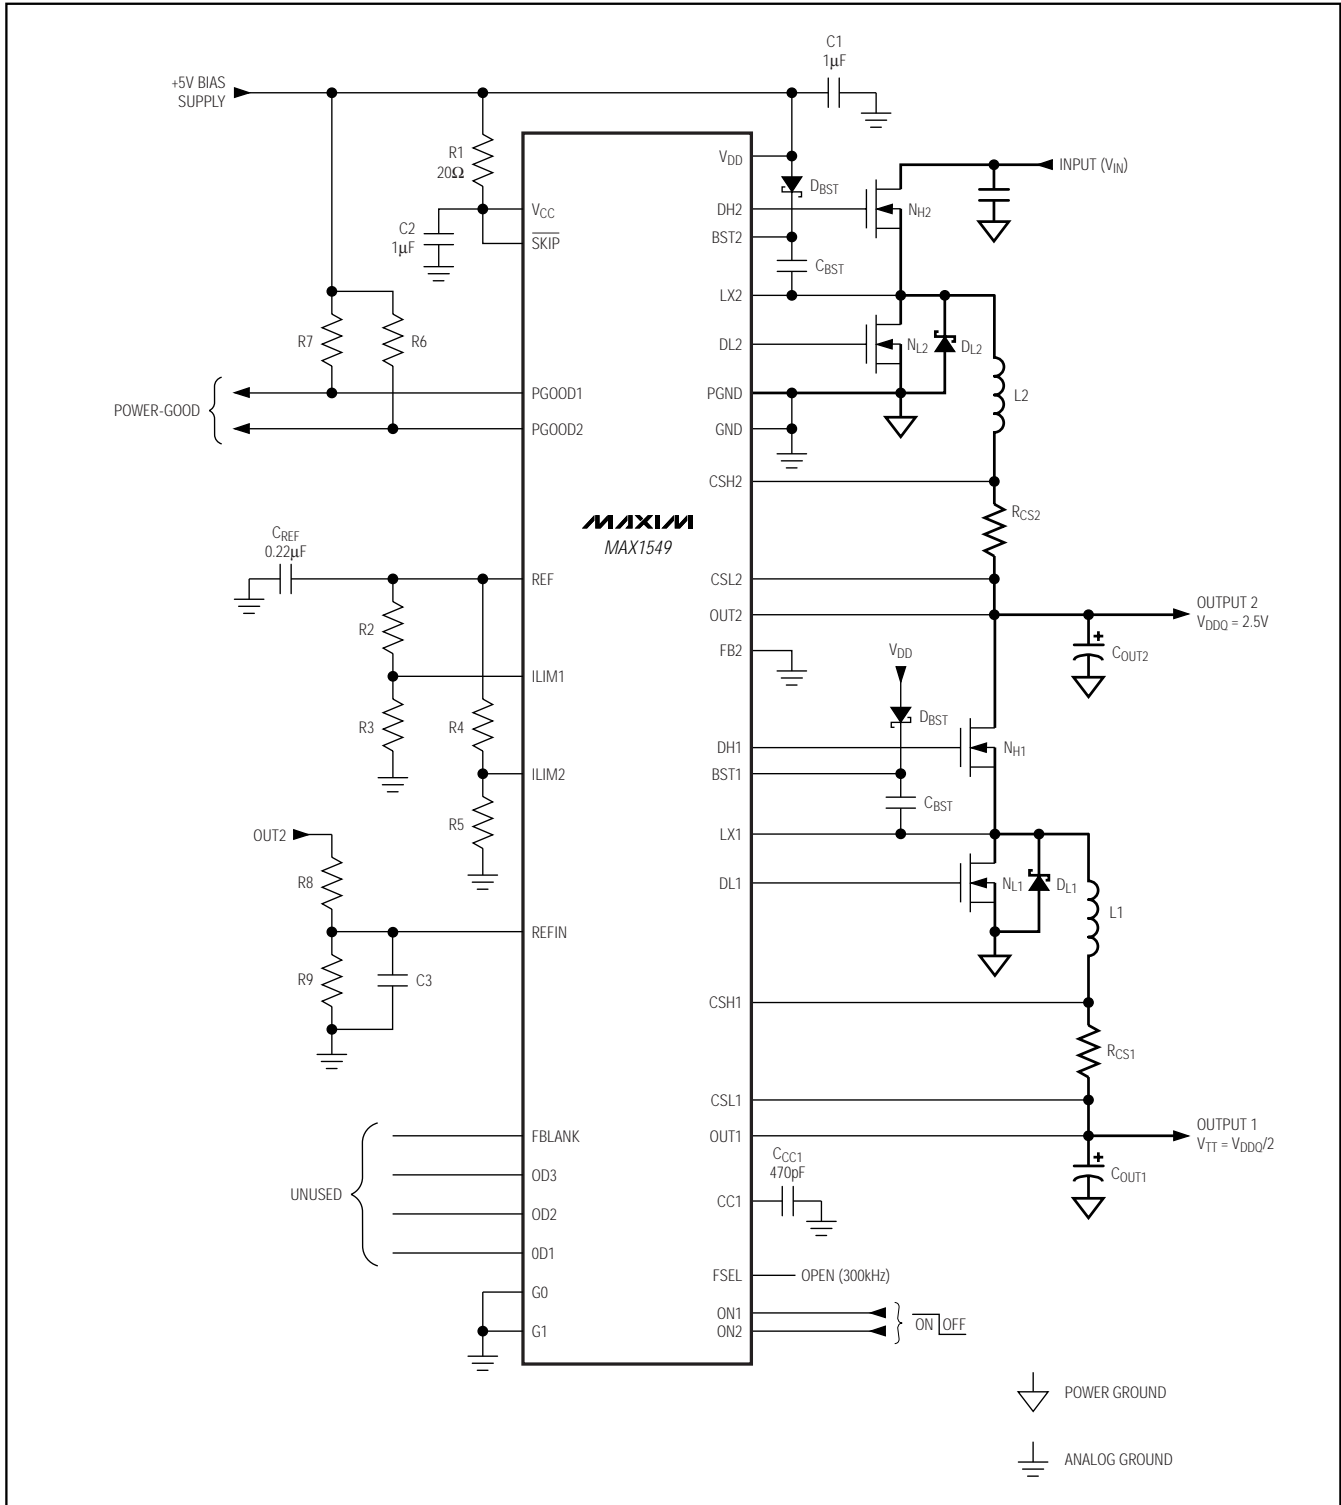 C1
1µF
+5V BIAS
SUPPLY
R1
20Ω
VDD
DBST
INPUT (VIN)
C2
1µF
VCC
SKIP
DH2
NH2
BST2
CBST
LX2
R7
R6
DL2
NL2
DL2
POWER-GOOD
PGOOD1
PGND
L2
PGOOD2
GND
CSH2
RCS2
MAXIM
MAX1549
CREF
0.22µF
REF
CSL2
OUT2
OUTPUT 2
VDDQ = 2.5V
R2
FB2
VDD
COUT2
ILIM1
R3
R4
DBST
DH1
NH1
ILIM2
BST1
CBST
R5
OUT2
LX1
R8
DL1
NL1
DL1
L1
REFIN
R9
C3
CSH1
RCS1
CSL1
FBLANK
OUT1
OUTPUT 1
VTT = VDDQ/2
OD3
CCC1
470pF
COUT1
UNUSED
CC1
OD2
0D1
FSEL
OPEN (300kHz)
G0
ON1
ON2
ON OFF
G1
POWER GROUND
ANALOG GROUND